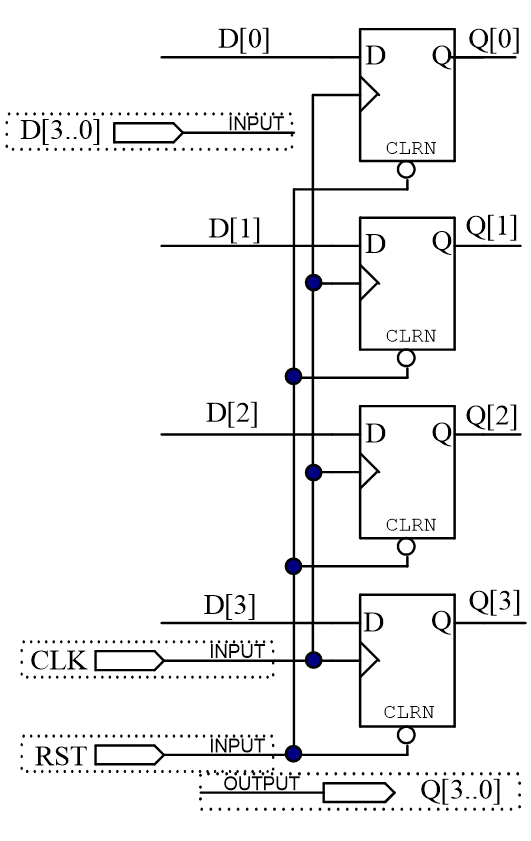 D[0] Q[0]
D Q
D[3..0] INPUT
CLRN
D[1] Q[1]
D Q
CLRN
D[2] Q[2]
D Q
CLRN
D[3] Q[3]
D Q
CLK INPUT
CLRN
RST INPUT
OUTPUT Q[3..0]